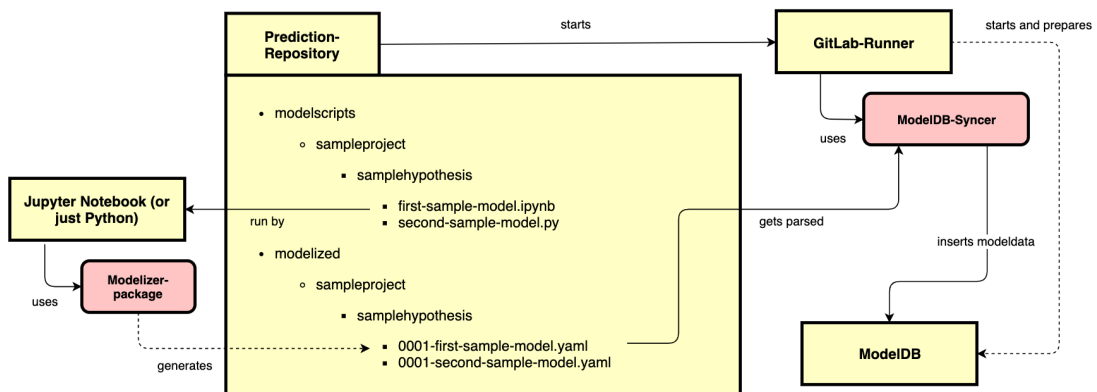 Prediction-
Repository
starts
GitLab-Runner
starts and prepares
uses
ModelDB-Syncer
modelscripts
sampleproject
samplehypothesis
first-sample-model.ipynb
second-sample-model.py
run by
Jupyter Notebook (or
just Python)
uses
Modelizer-
package
generates
modelized
sampleproject
samplehypothesis
0001-first-sample-model.yaml
0001-second-sample-model.yaml
gets parsed
inserts modeldata
ModelDB